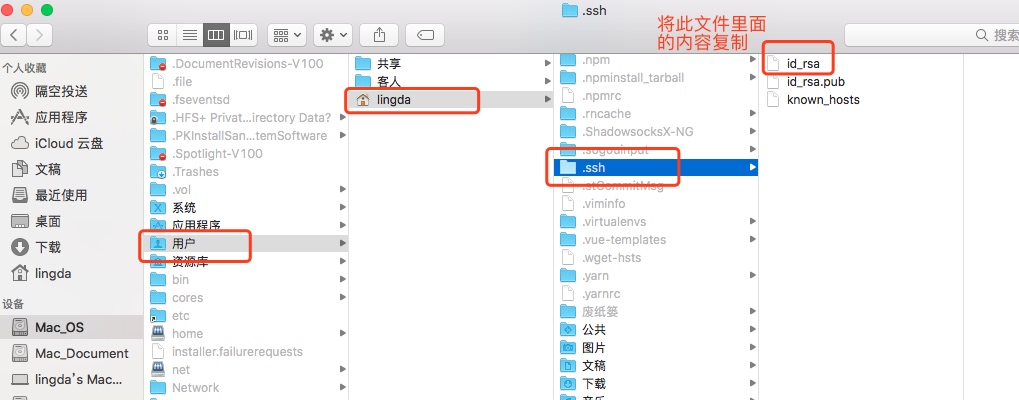 .ssh
将此文件里面
的内容复制
搜索
个人收藏
隔空投送
应用程序
iCloud 云盘
文稿
最近使用
桌面
下载
lingda
设备
Mac_OS
Mac_Document
lingda's Mac...
.DocumentRevisions-V100
.file
.fseventsd
.HFS+ Privat...irectory Data?
.PKInstallSan...temSoftware
.Spotlight-V100
.Trashes
.vol
系统
应用程序
用户
资源库
bin
cores
etc
home
installer.failurerequests
net
Network
共享
客人
lingda
.npm
.npminstall_tarball
.npmrc
.rncache
.ShadowsocksX-NG
.sogouinput
.ssh
.stCommitMsg
.viminfo
.virtualenvs
.vue-templates
.wget-hsts
.yarn
.yarnrc
废纸篓
公共
图片
文稿
下载
音乐
id_rsa
id_rsa.pub
known_hosts